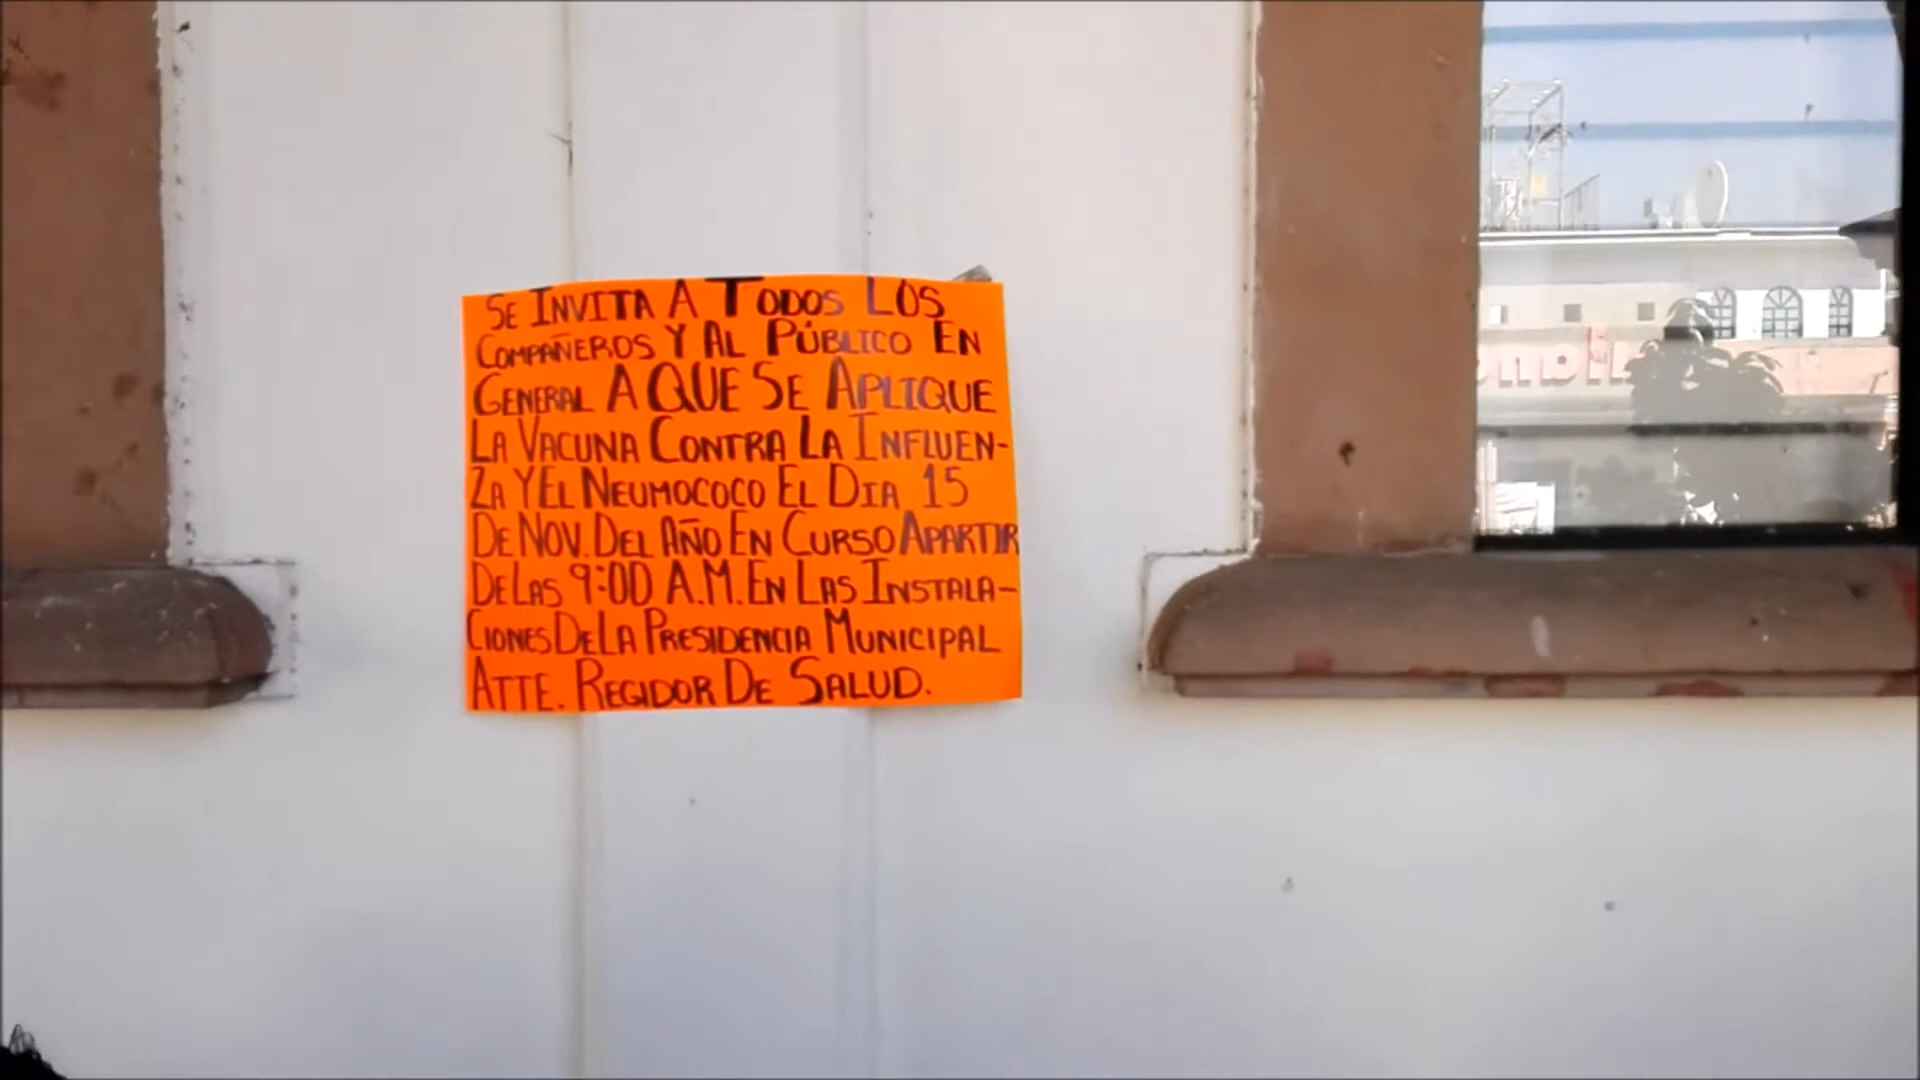 SE INVITA A TODOS LOS
COMPAÑEROS Y AL PÚBLICO EN
GENERAL A QUE SE APLIQUE
LA VACUNA CONTRA LA INFLUEN-
ZA Y EL NEUMOCOCO EL DIA 15
DE NOV. DEL AÑO EN CURSO APARTIR
DE LAS 9:00 A.M. EN LAS INSTALA-
CIONES DE LA PRESIDENCIA MUNICIPAL
ATTE. REGIDOR DE SALUD.